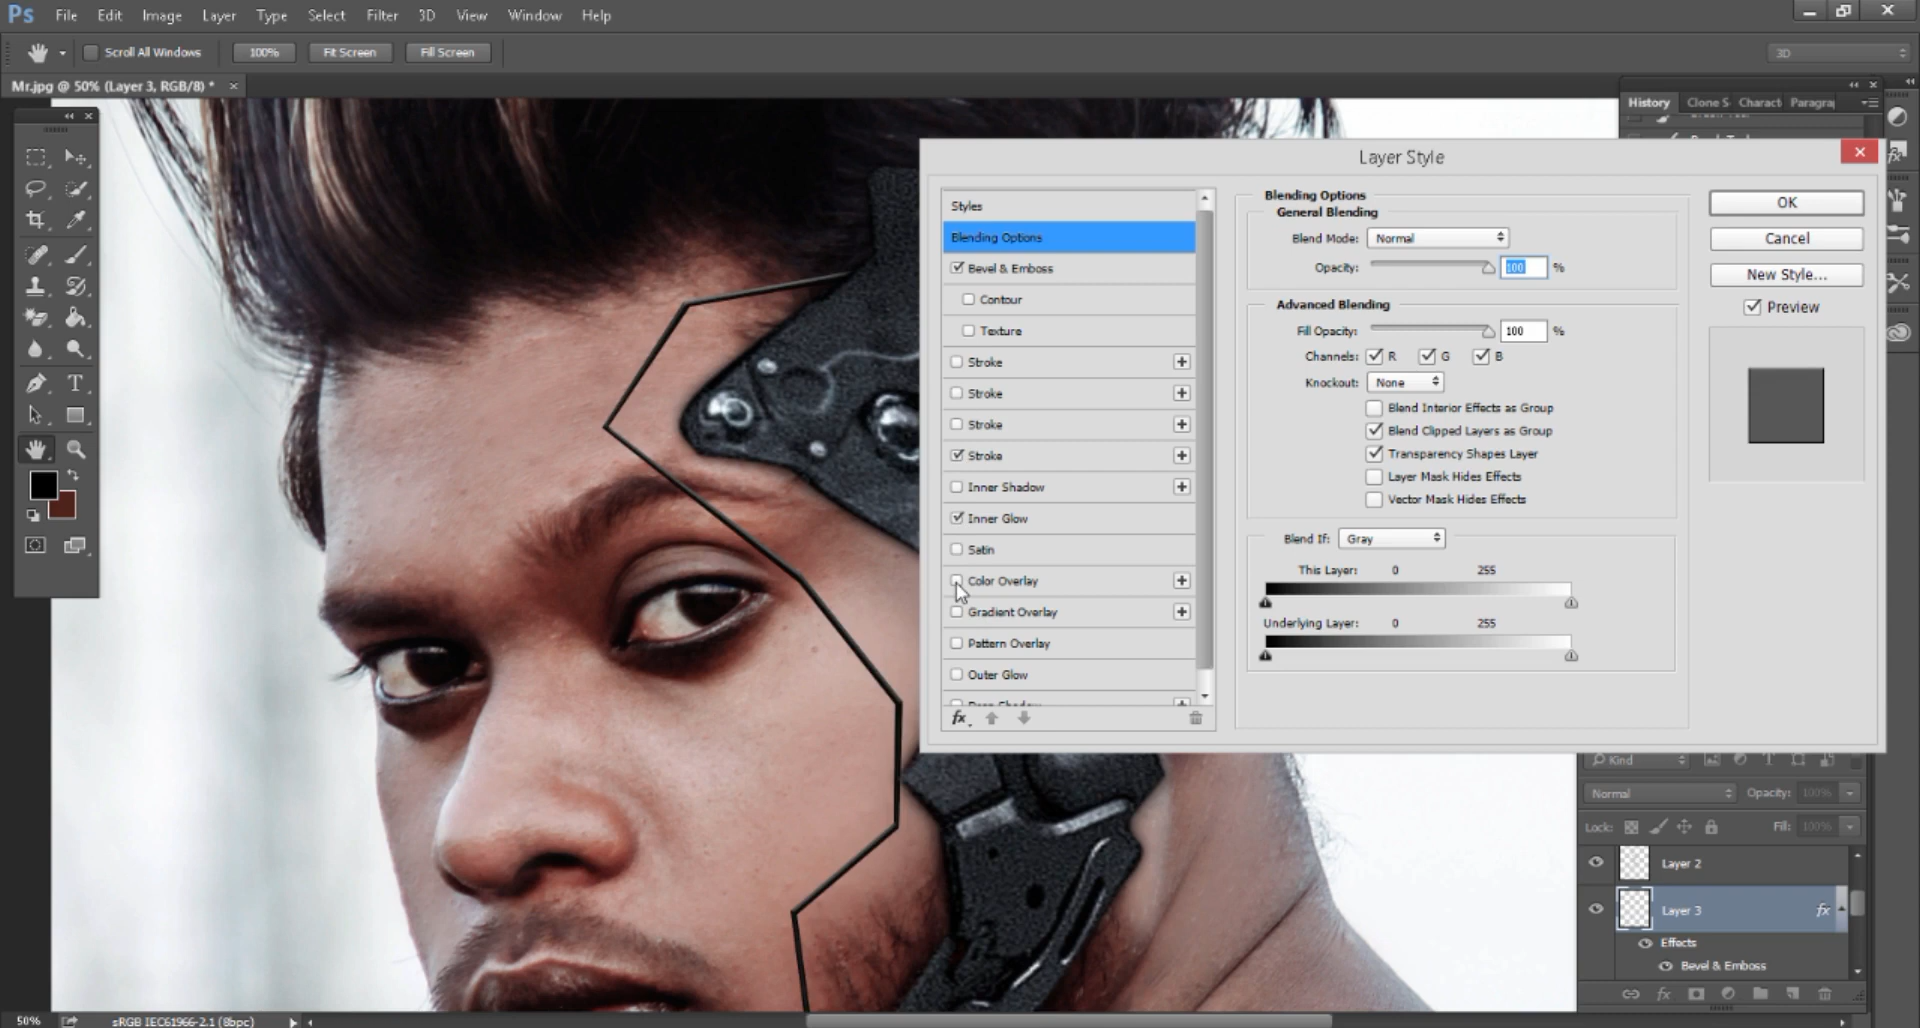 Ps File Edit Image Layer Type Select Filter 3D View Window Help
Scroll All Windows 100% Fit Screen Fill Screen 3D
Mr.jpg @ 50% (Layer 3, RGB/8) * ×
History Clone S Charact Paragra
Layer Style
Styles
Blending Options
Bevel & Emboss
Contour
Texture
Stroke
Stroke
Stroke
Stroke
Inner Shadow
Inner Glow
Satin
Color Overlay
Gradient Overlay
Pattern Overlay
Outer Glow
Drop Shadow
fx
Blending Options
General Blending
Blend Mode: Normal
Opacity: 100 %
Advanced Blending
Fill Opacity: 100 %
Channels: R G B
Knockout: None
Blend Interior Effects as Group
Blend Clipped Layers as Group
Transparency Shapes Layer
Layer Mask Hides Effects
Vector Mask Hides Effects
Blend If: Gray
This Layer: 0 255
Underlying Layer: 0 255
OK
Cancel
New Style...
Preview
Kind
Normal Opacity: 100%
Lock: Fill: 100%
Layer 2
Layer 3 fx
Effects
Bevel & Emboss
fx
50% sRGB IEC61966-2.1 (8bpc)